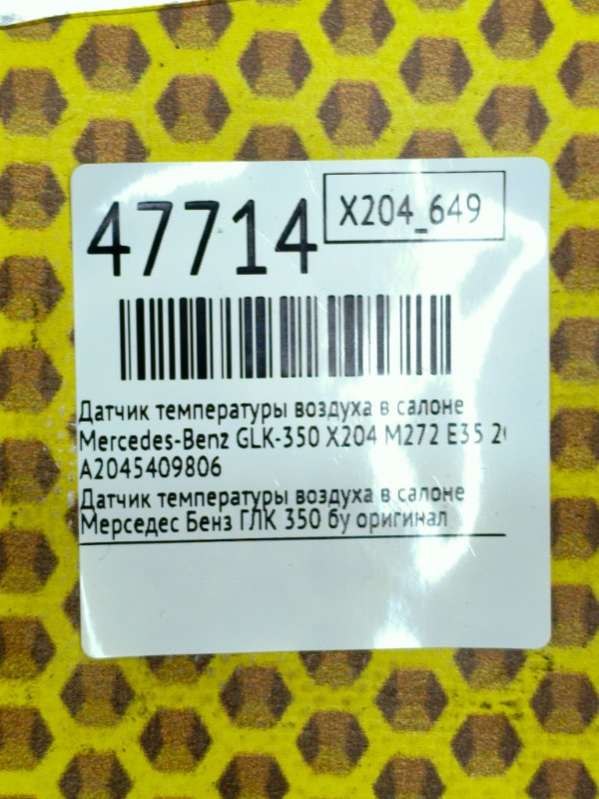 47714
X204_649
Датчик температуры воздуха в салоне
Mercedes-Benz GLK-350 X204 M272 E35
A2045409806
Датчик температуры воздуха в салоне
Мерседес Бенз ГЛК 350 бу оригинал